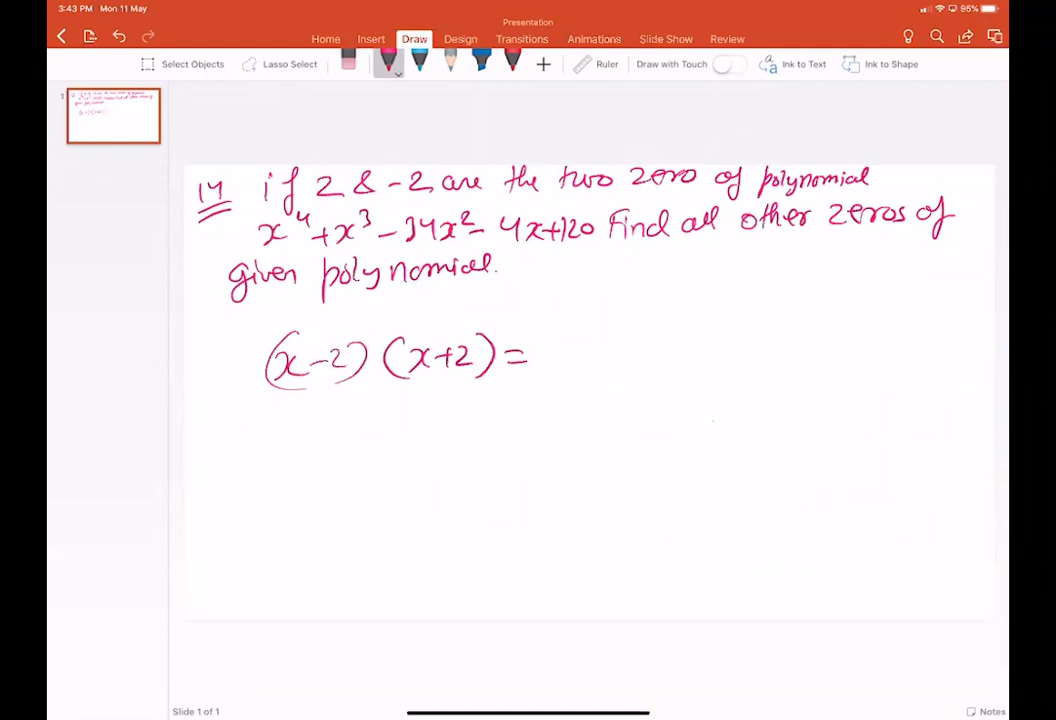 3:43 PM Mon 11 May
95%
Presentation
Home Insert Draw Design Transitions Animations Slide Show Review
Select Objects Lasso Select Ruler Draw with Touch Ink to Text Ink to Shape
1
14 if 2 & -2 are the two zero of polynomial
x⁴+x³-34x²-4x+120 Find all other zeros of
given polynomial.
(x-2) (x+2) =
Slide 1 of 1
Notes